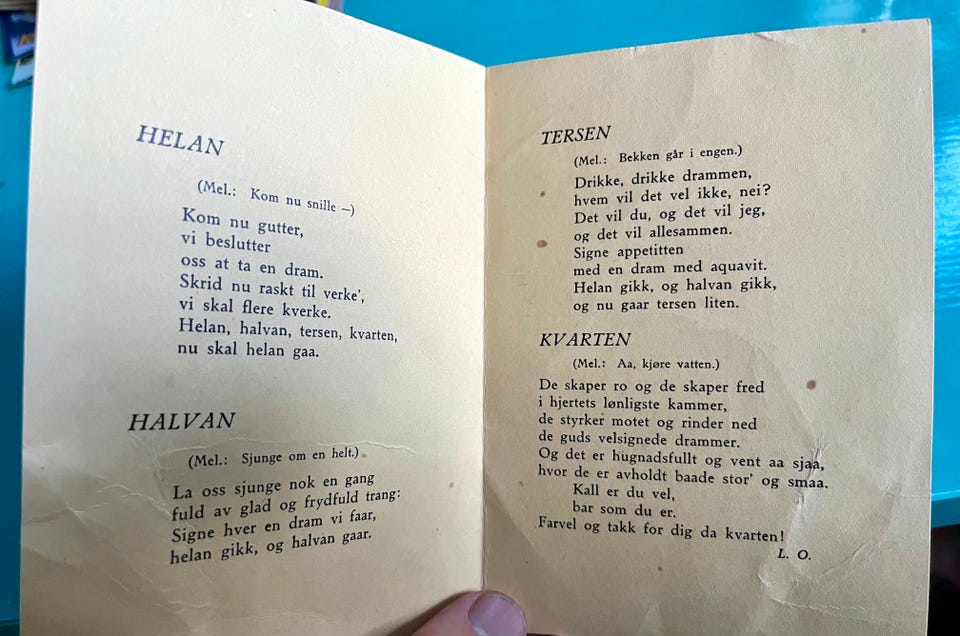 HELAN
(Mel.: Kom nu snille —)
Kom nu gutter,
vi beslutter
oss at ta en dram.
Skrid nu raskt til verke’,
vi skal flere kverke.
Helan, halvan, tersen, kvarten,
nu skal helan gaa.
HALVAN
(Mel.: Sjunge om en helt.)
La oss sjunge nok en gang
fuld av glad og frydfuld trang:
Signe hver en dram vi faar,
helan gikk, og halvan gaar.
TERSEN
(Mel.: Bekken går i engen.)
Drikke, drikke drammen,
hvem vil det vel ikke, nei?
Det vil du, og det vil jeg,
og det vil allesammen.
Signe appetitten
med en dram med aquavit.
Helan gikk, og halvan gikk,
og nu gaar tersen liten.
KVARTEN
(Mel.: Aa, kjøre vatten.)
De skaper ro og de skaper fred
i hjertets lønligste kammer,
de styrker motet og rinder ned
de guds velsignede drammer.
Og det er hugnadsfullt og vent aa sjaa,
hvor de er avholdt baade stor’ og smaa.
Kall er du vel,
bar som du er.
Farvel og takk for dig da kvarten!
L. O.